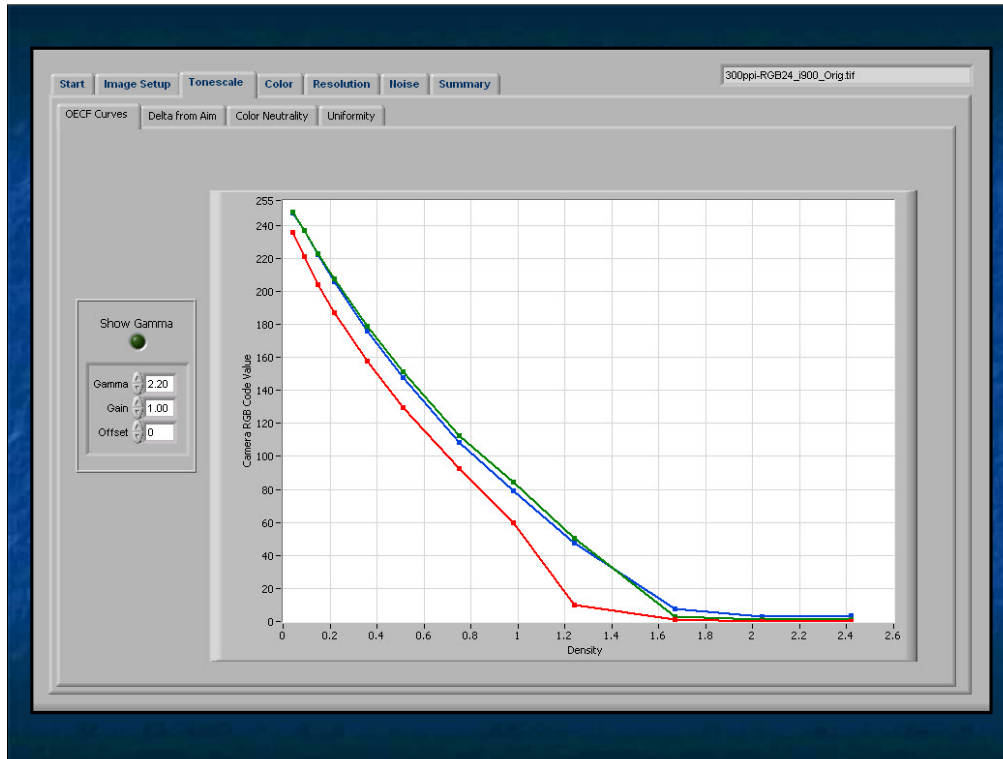 Start Image Setup Tonescale Color Resolution Noise Summary
300ppi-RGB24_i900_Orig.tif
OECF Curves Delta from Aim Color Neutrality Uniformity
Show Gamma
Gamma 2.20
Gain 1.00
Offset 0
Camera RGB Code Value
255
240
220
200
180
160
140
120
100
80
60
40
20
0
0 0.2 0.4 0.6 0.8 1 1.2 1.4 1.6 1.8 2 2.2 2.4 2.6
Density